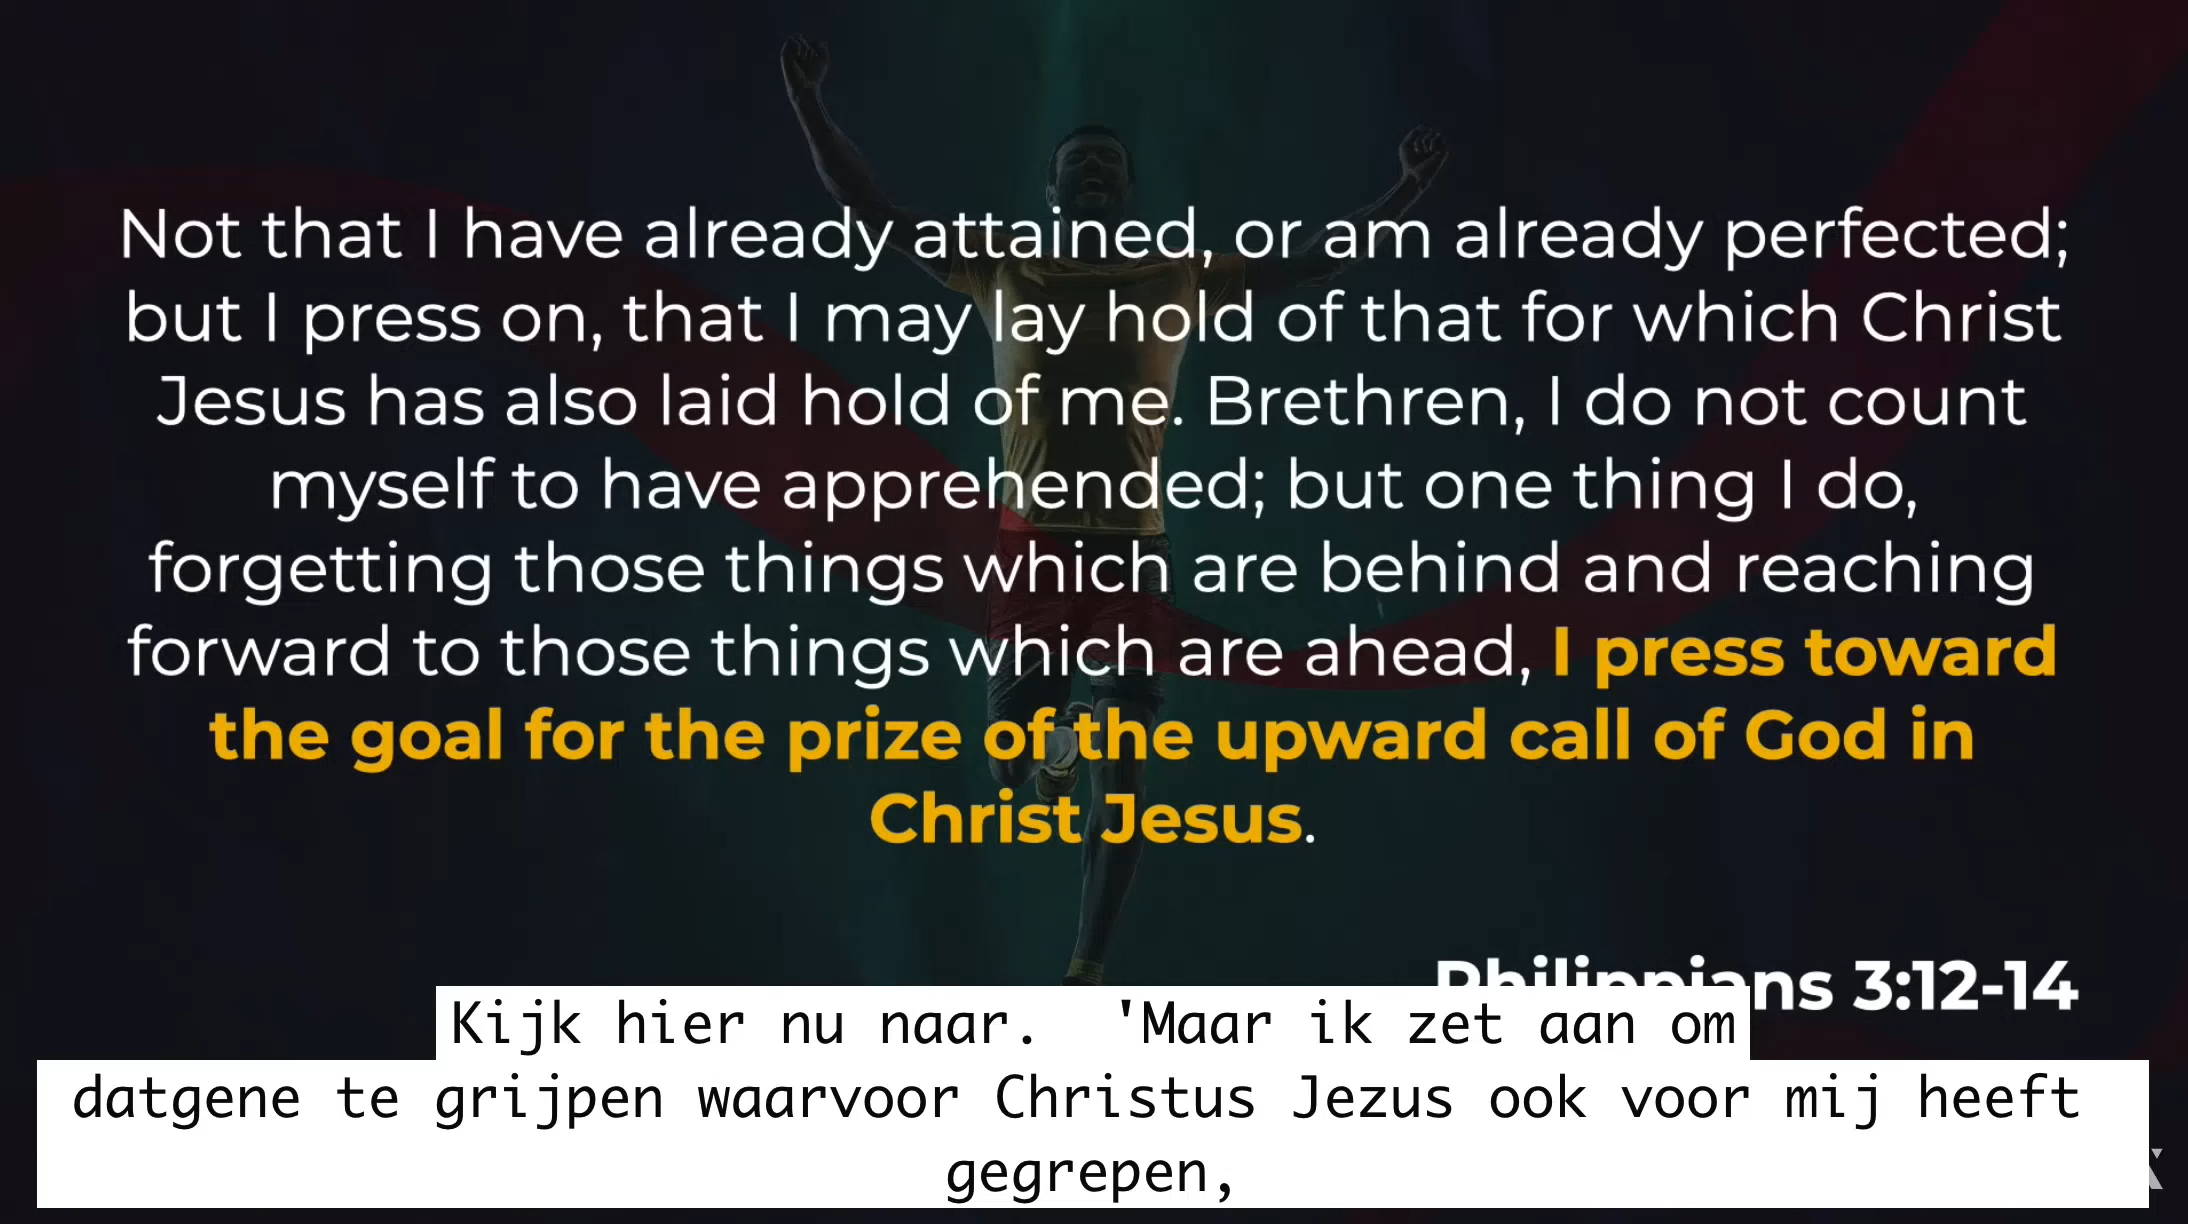 Not that I have already attained, or am already perfected;
but I press on, that I may lay hold of that for which Christ
Jesus has also laid hold of me. Brethren, I do not count
myself to have apprehended; but one thing I do,
forgetting those things which are behind and reaching
forward to those things which are ahead, I press toward
the goal for the prize of the upward call of God in
Christ Jesus.
Philippians 3:12-14
Kijk hier nu naar.  'Maar ik zet aan om
datgene te grijpen waarvoor Christus Jezus ook voor mij heeft
gegrepen,